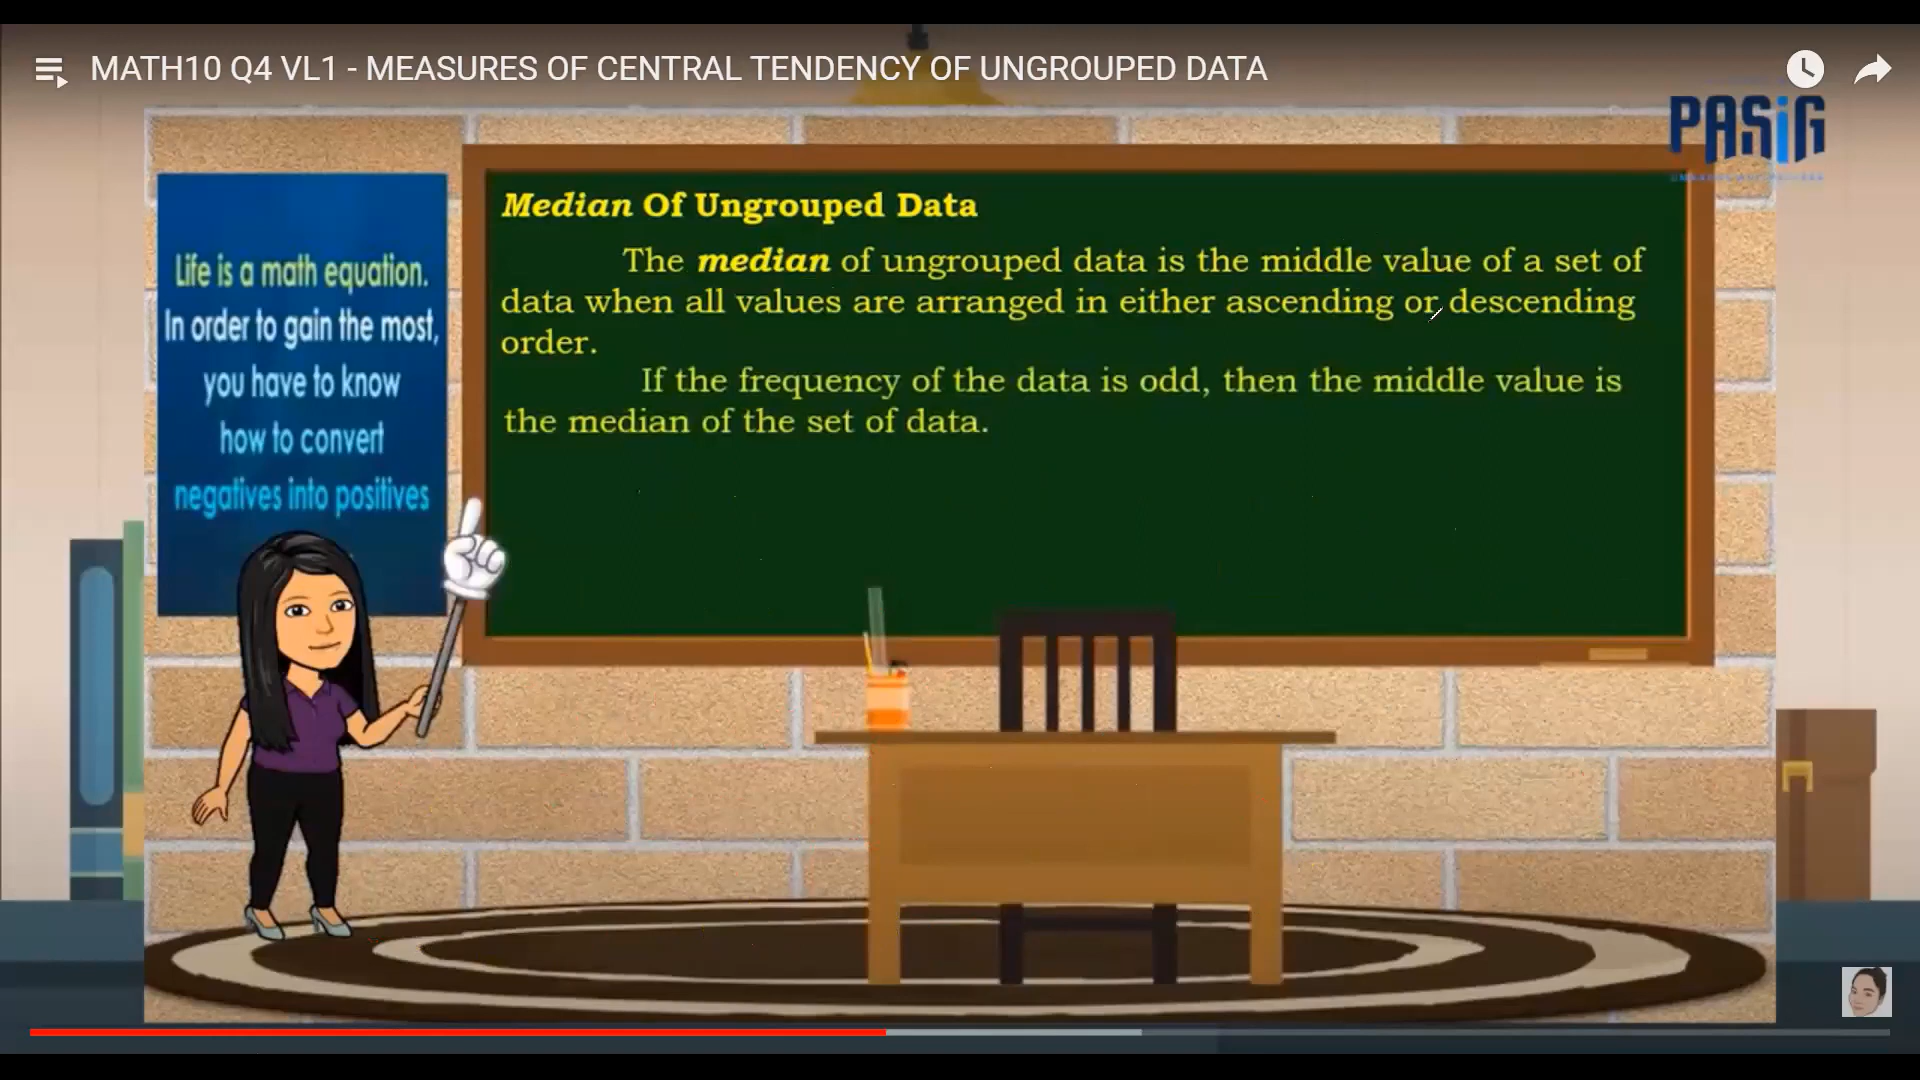 MATH10 Q4 VL1 - MEASURES OF CENTRAL TENDENCY OF UNGROUPED DATA
PASiG
Life is a math equation.
In order to gain the most,
you have to know
how to convert
negatives into positives
Median Of Ungrouped Data
The median of ungrouped data is the middle value of a set of
data when all values are arranged in either ascending or descending
order.
If the frequency of the data is odd, then the middle value is
the median of the set of data.